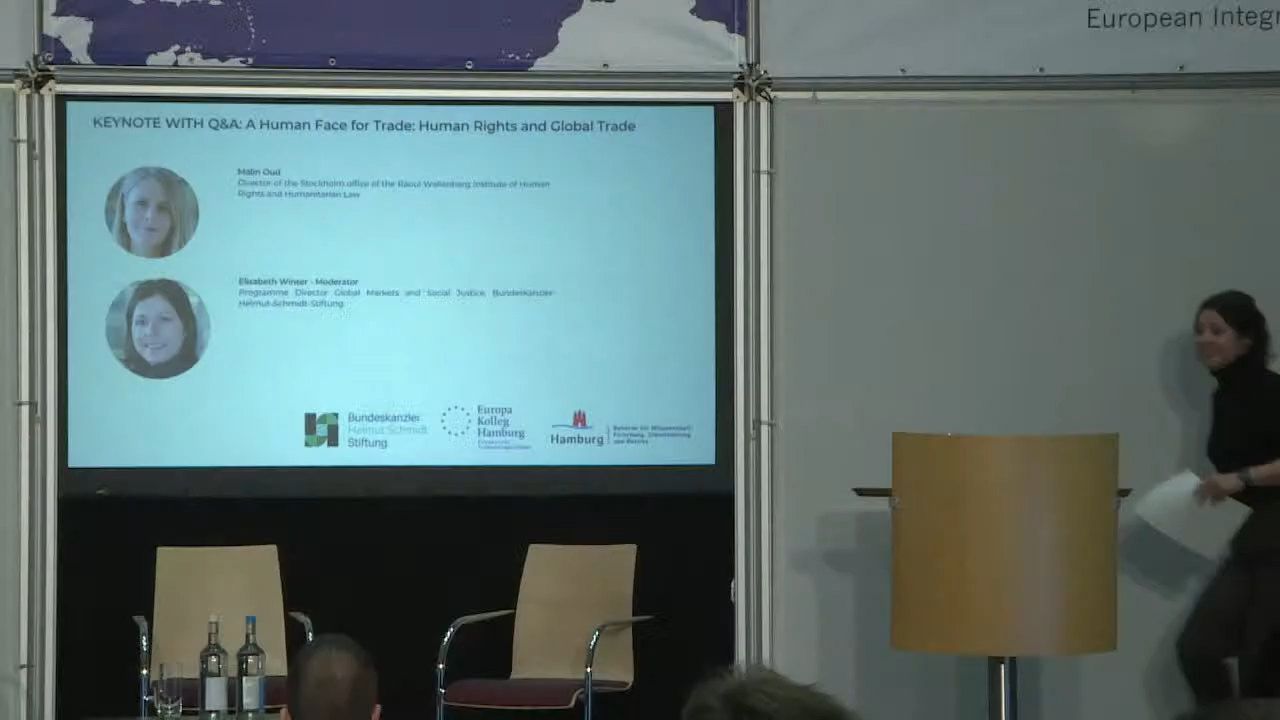 European Integr
KEYNOTE WITH Q&A: A Human Face for Trade: Human Rights and Global Trade
Malin Oud
Director of the Stockholm office of the Raoul Wallenberg Institute of Human
Rights and Humanitarian Law
Elisabeth Winter - Moderator
Programme Director Global Markets and Social Justice, Bundeskanzler-
Helmut-Schmidt-Stiftung
Bundeskanzler
Helmut Schmidt
Stiftung
Europa
Kolleg
Hamburg
Hamburg